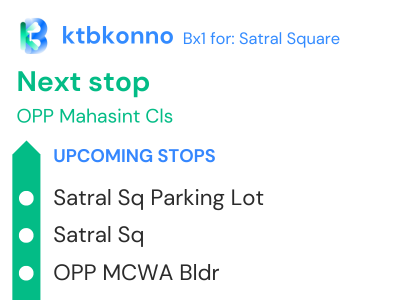 ktbkonno Bx1 for: Satral Square
Next stop
OPP Mahasint Cls
UPCOMING STOPS
Satral Sq Parking Lot
Satral Sq
OPP MCWA Bldr